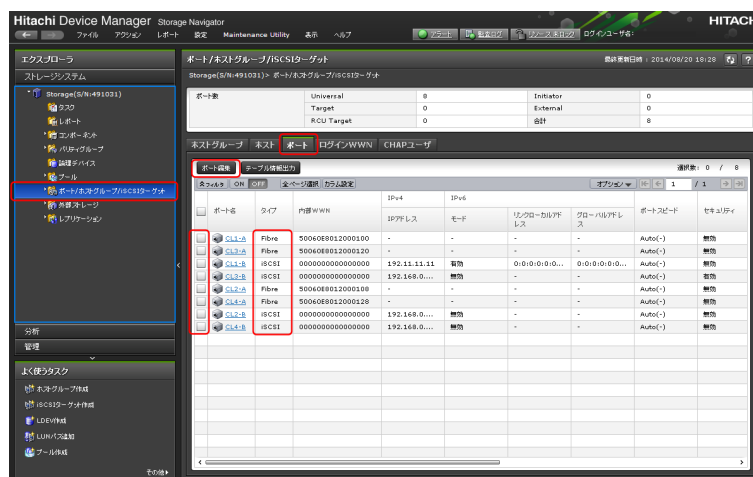 Hitachi Device Manager Storage Navigator
HITACHI
ファイル アクション レポート 設定 Maintenance Utility 表示 ヘルプ
アラート 監査ログ リソース未ロック ログインユーザ名:
エクスプローラ
ストレージシステム
Storage(S/N:491031)
タスク
レポート
コンポーネント
パリティグループ
論理デバイス
プール
ポート/ホストグループ/iSCSIターゲット
外部ストレージ
レプリケーション
分析
管理
よく使うタスク
ホストグループ作成
iSCSIターゲット作成
LDEV作成
LUNパス追加
プール作成
その他
ポート/ホストグループ/iSCSIターゲット
最終更新日時 : 2014/08/20 18:28
Storage(S/N:491031)> ポート/ホストグループ/iSCSIターゲット
ポート数 Universal 8 Initiator 0
Target 0 External 0
RCU Target 0 合計 8
ホストグループ ホスト ポート ログインWWN CHAPユーザ
ポート編集 テーブル情報出力 選択数: 0 / 8
フィルタ ON OFF 全ページ選択 カラム設定 オプション 1 / 1
ポート名 タイプ 内部WWN IPv4 IPv6 ポートスピード セキュリティ
IPアドレス モード リンクローカルアドレス グローバルアドレス
CL1-A Fibre 50060E8012000100 - - - - Auto(-) 無効
CL3-A Fibre 50060E8012000120 - - - - Auto(-) 無効
CL1-B iSCSI 0000000000000000 192.11.11.11 有効 0:0:0:0:0:0... 0:0:0:0:0:0... Auto(-) 無効
CL3-B iSCSI 0000000000000000 192.168.0.... 無効 - - Auto(-) 有効
CL2-A Fibre 50060E8012000108 - - - - Auto(-) 無効
CL4-A Fibre 50060E8012000128 - - - - Auto(-) 無効
CL2-B iSCSI 0000000000000000 192.168.0.... 無効 - - Auto(-) 無効
CL4-B iSCSI 0000000000000000 192.168.0.... 無効 - - Auto(-) 無効